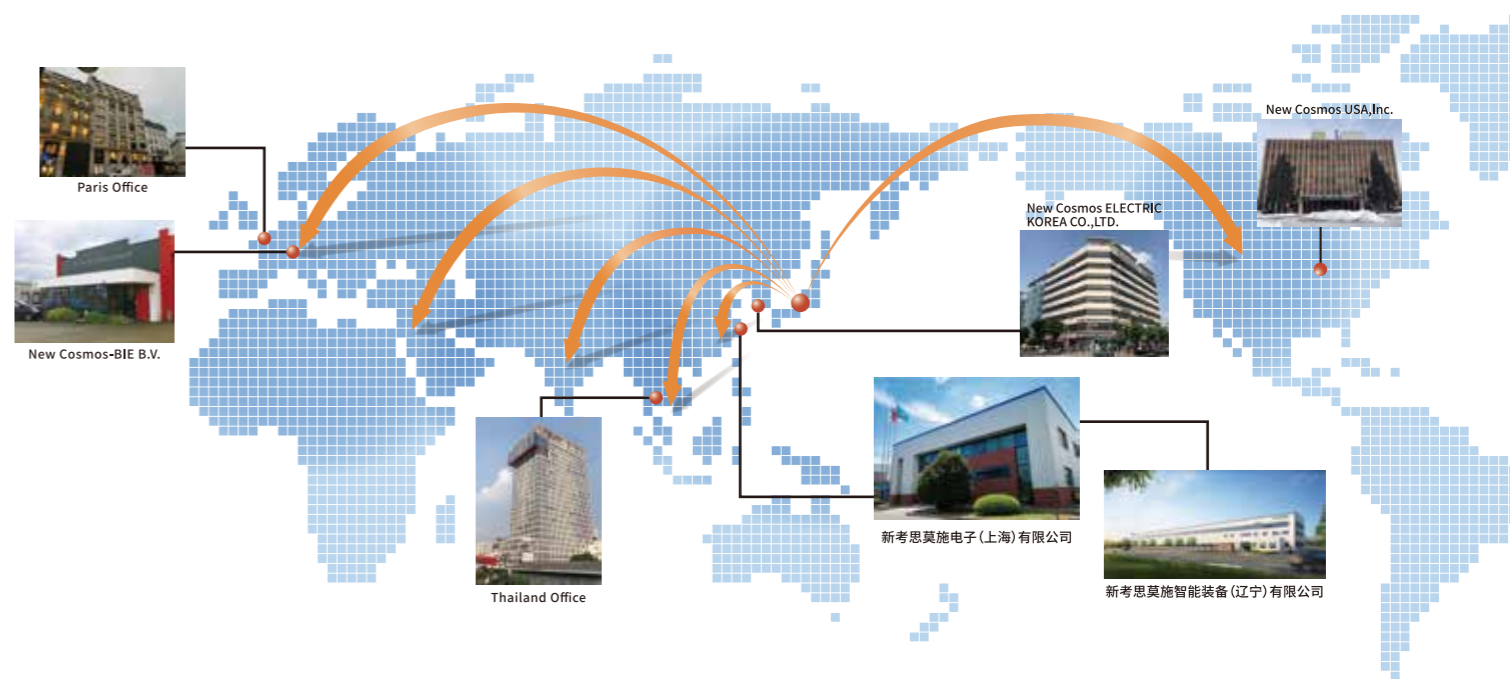 New Cosmos USA,Inc.
Paris Office
New Cosmos ELECTRIC
KOREA CO.,LTD.
New Cosmos-BIE B.V.
新考思莫施电子(上海)有限公司
Thailand Office
新考思莫施智能装备(辽宁)有限公司